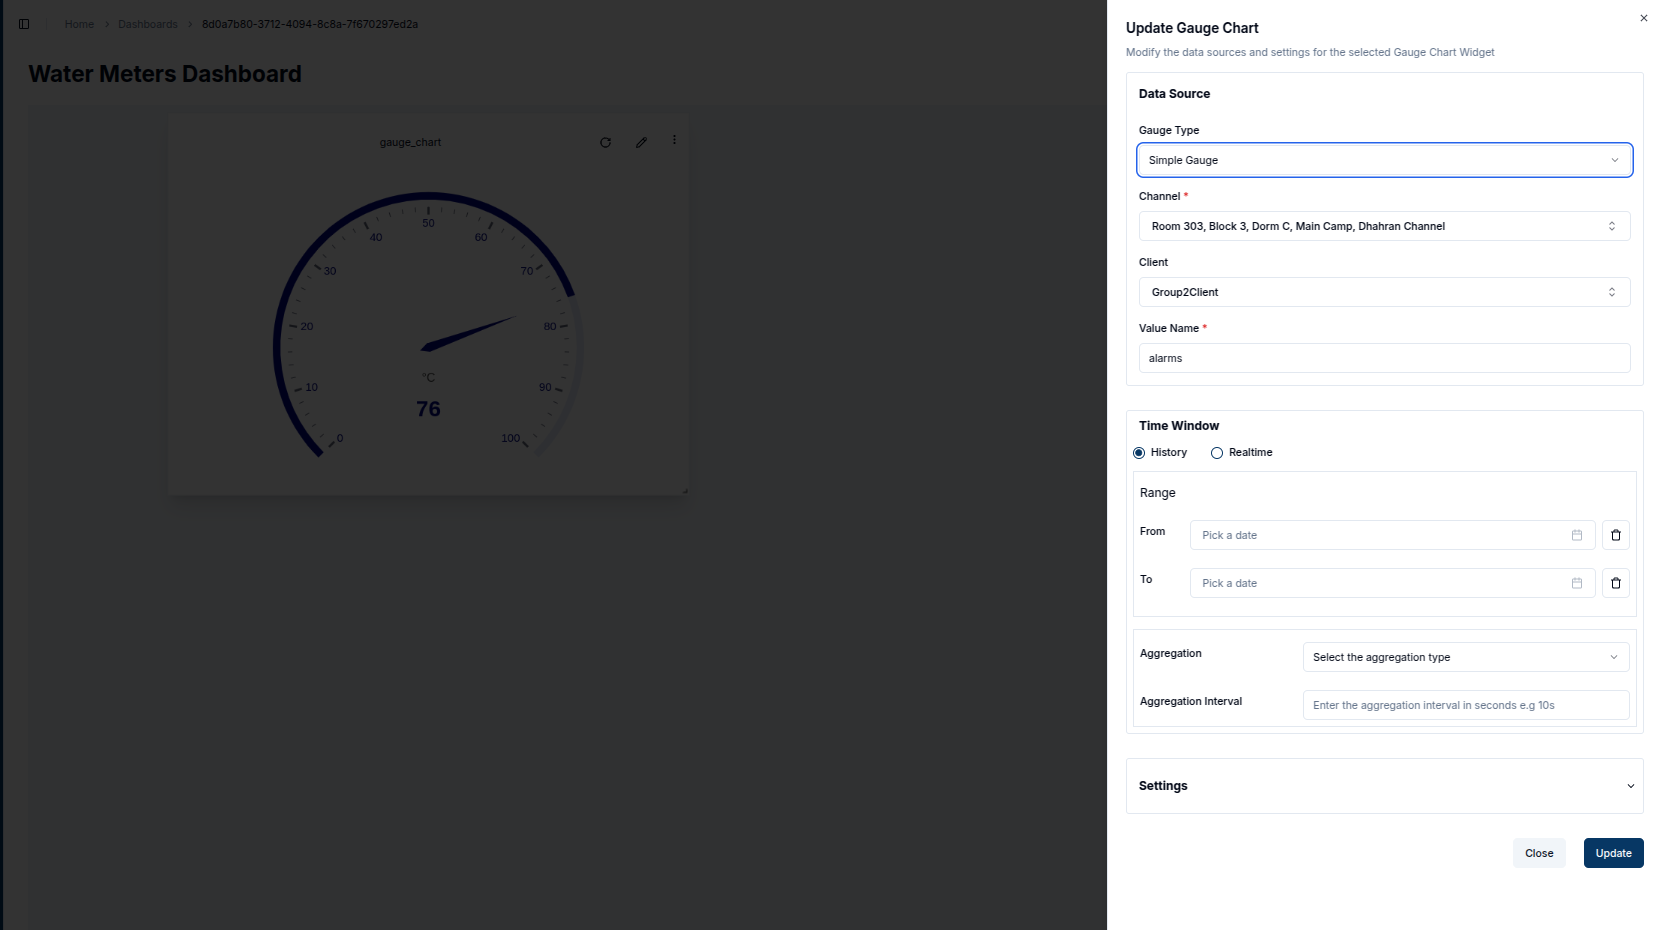 Home > Dashboards > 8d0a7b80-3712-4094-8c8a-7f670297ed2a
Water Meters Dashboard
gauge_chart
0
10
20
30
40
50
60
70
80
90
100
°C
76
Update Gauge Chart
Modify the data sources and settings for the selected Gauge Chart Widget
Data Source
Gauge Type
Simple Gauge
Channel *
Room 303, Block 3, Dorm C, Main Camp, Dhahran Channel
Client
Group2Client
Value Name *
alarms
Time Window
History Realtime
Range
From Pick a date
To Pick a date
Aggregation Select the aggregation type
Aggregation Interval Enter the aggregation interval in seconds e.g 10s
Settings
Close Update